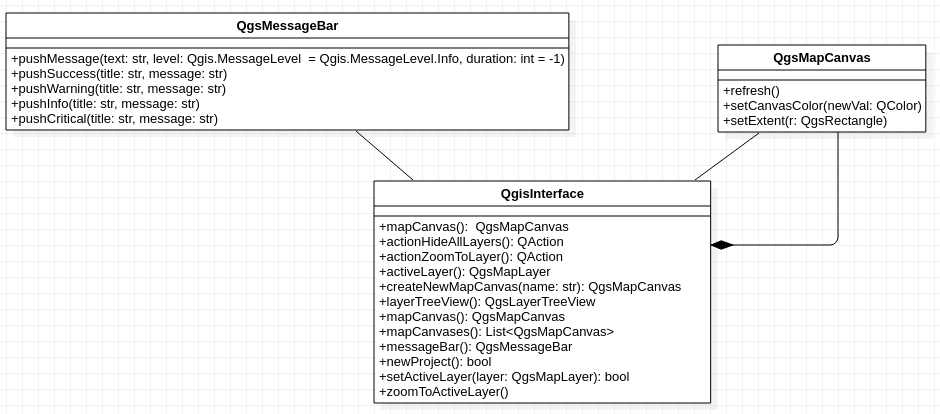 QgsMessageBar
+pushMessage(text: str, level: Qgis.MessageLevel  = Qgis.MessageLevel.Info, duration: int = -1)
+pushSuccess(title: str, message: str)
+pushWarning(title: str, message: str)
+pushInfo(title: str, message: str)
+pushCritical(title: str, message: str)
QgsMapCanvas
+refresh()
+setCanvasColor(newVal: QColor)
+setExtent(r: QgsRectangle)
QgisInterface
+mapCanvas():  QgsMapCanvas
+actionHideAllLayers(): QAction
+actionZoomToLayer(): QAction
+activeLayer(): QgsMapLayer
+createNewMapCanvas(name: str): QgsMapCanvas
+layerTreeView(): QgsLayerTreeView
+mapCanvas(): QgsMapCanvas
+mapCanvases(): List<QgsMapCanvas>
+messageBar(): QgsMessageBar
+newProject(): bool
+setActiveLayer(layer: QgsMapLayer): bool
+zoomToActiveLayer()